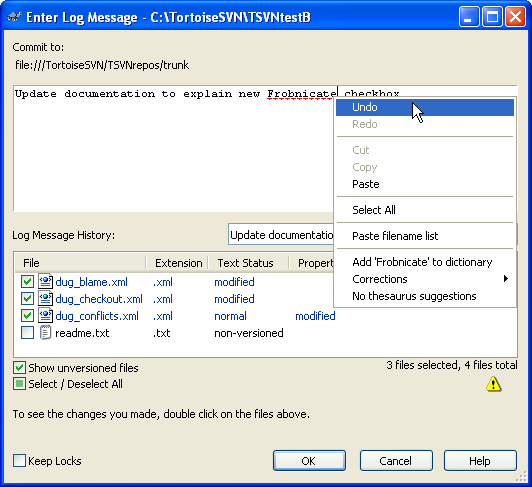 Enter Log Message - C:\TortoiseSVN\TSVNtestB
Commit to:
file:///TortoiseSVN/TSVNrepos/trunk
Update documentation to explain new Frobnicate checkbox
Undo
Redo
Cut
Copy
Paste
Select All
Paste filename list
Add 'Frobnicate' to dictionary
Corrections
No thesaurus suggestions
Log Message History:
Update documentation
File Extension Text Status Property
dug_blame.xml .xml modified
dug_checkout.xml .xml modified
dug_conflicts.xml .xml normal modified
readme.txt .txt non-versioned
Show unversioned files
3 files selected, 4 files total
Select / Deselect All
To see the changes you made, double click on the files above.
Keep Locks
OK
Cancel
Help